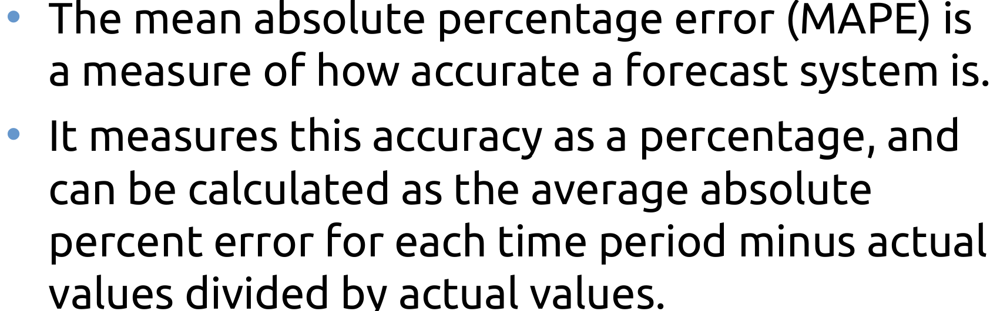 • The mean absolute percentage error (MAPE) is
a measure of how accurate a forecast system is.
• It measures this accuracy as a percentage, and
can be calculated as the average absolute
percent error for each time period minus actual
values divided by actual values.